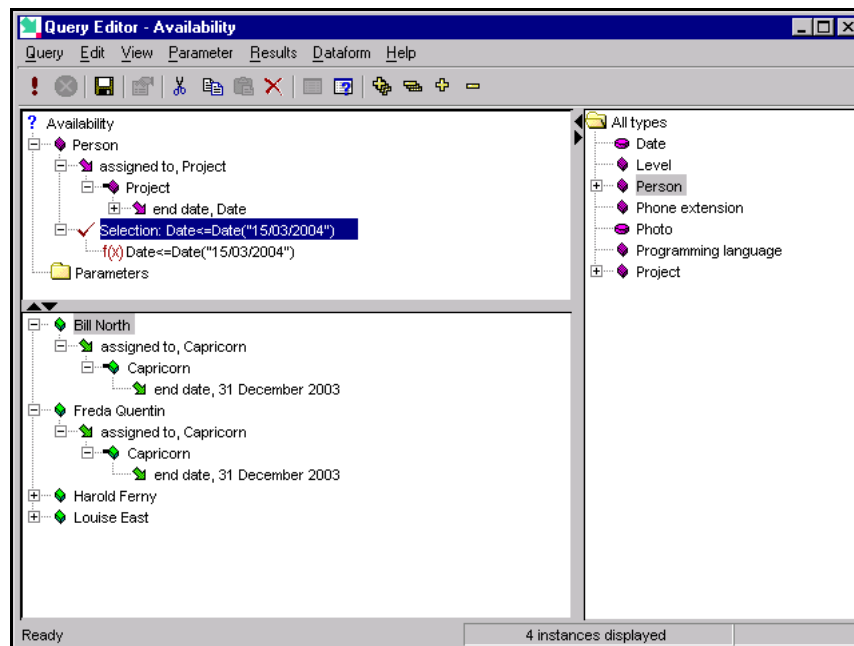 Query Editor - Availability
Query Edit View Parameter Results Dataform Help
? Availability
Person
assigned to, Project
Project
end date, Date
Selection: Date<=Date("15/03/2004")
f(x) Date<=Date("15/03/2004")
Parameters
Bill North
assigned to, Capricorn
Capricorn
end date, 31 December 2003
Freda Quentin
assigned to, Capricorn
Capricorn
end date, 31 December 2003
Harold Ferny
Louise East
All types
Date
Level
Person
Phone extension
Photo
Programming language
Project
Ready
4 instances displayed